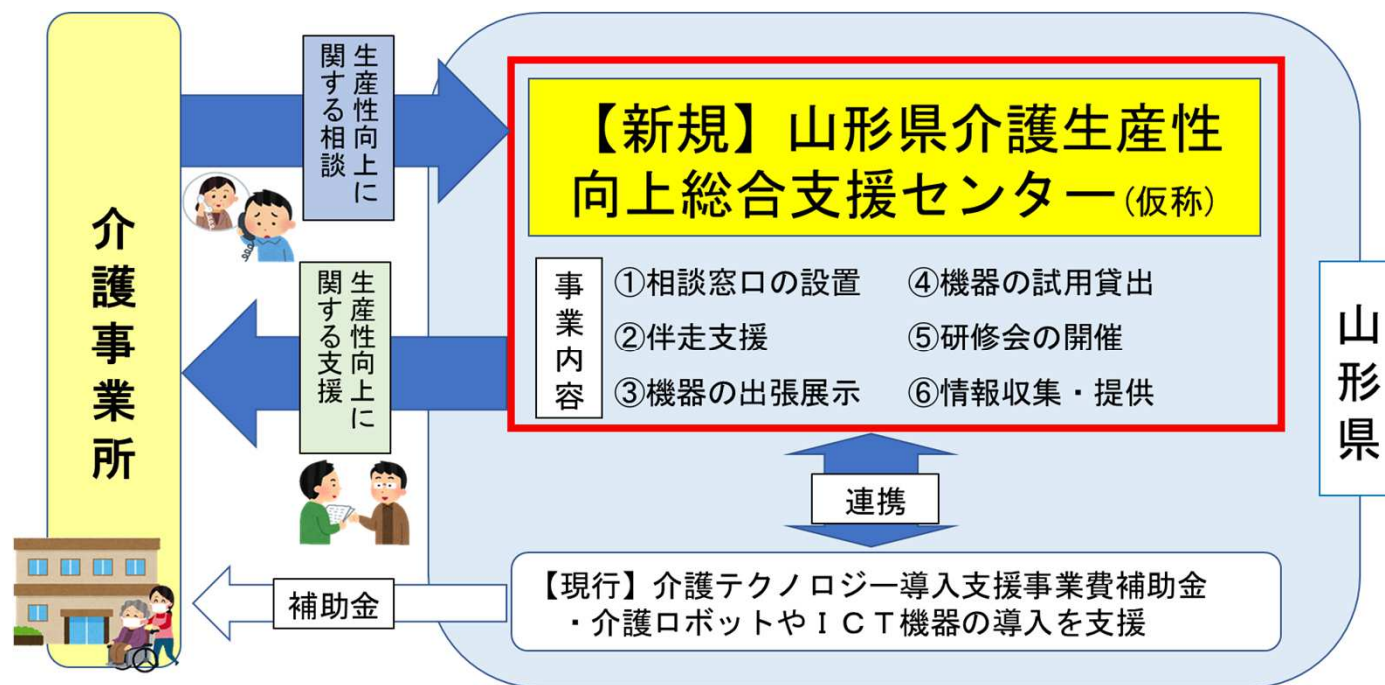 介護事業所
生産性向上に
関する相談
【新規】山形県介護生産性
向上総合支援センター(仮称)
事業内容
①相談窓口の設置
②伴走支援
③機器の出張展示
④機器の試用貸出
⑤研修会の開催
⑥情報収集・提供
生産性向上に
関する支援
連携
山形県
補助金
【現行】介護テクノロジー導入支援事業費補助金
・介護ロボットやＩＣＴ機器の導入を支援